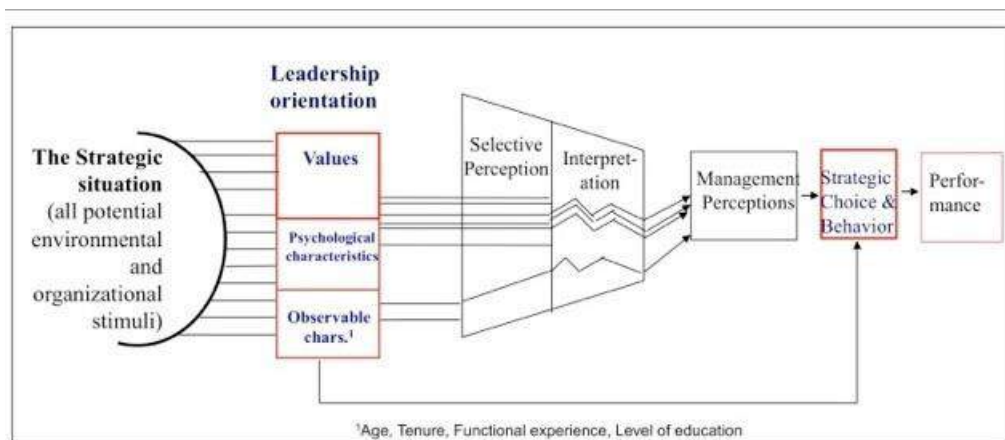 Leadership
orientation
The Strategic
situation
(all potential
environmental
and
organizational
stimuli)
Values
Psychological
characteristics
Observable
chars.¹
Selective
Perception
Interpret-
ation
Management
Perceptions
Strategic
Choice &
Behavior
Perfor-
mance
¹Age, Tenure, Functional experience, Level of education